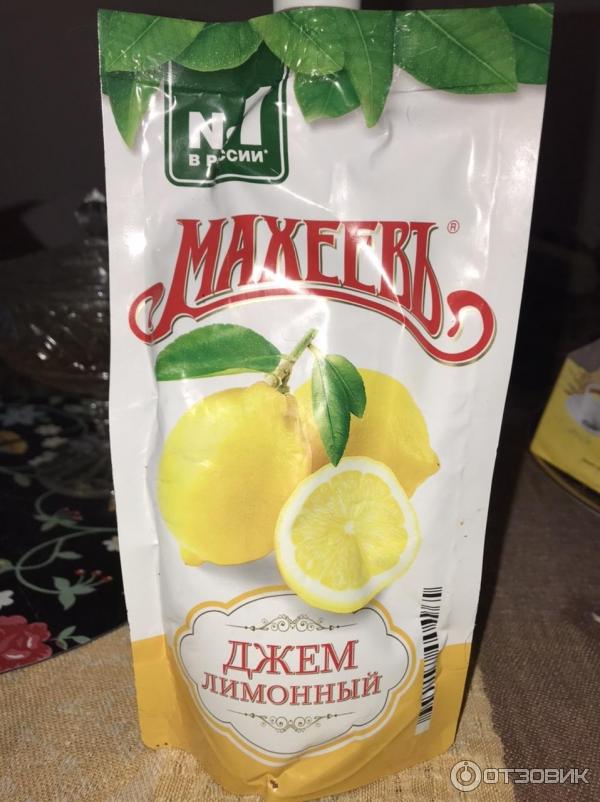 №1
В РОССИИ*
МАХЕЕВЪ®
ДЖЕМ
ЛИМОННЫЙ
ОТЗОВИК